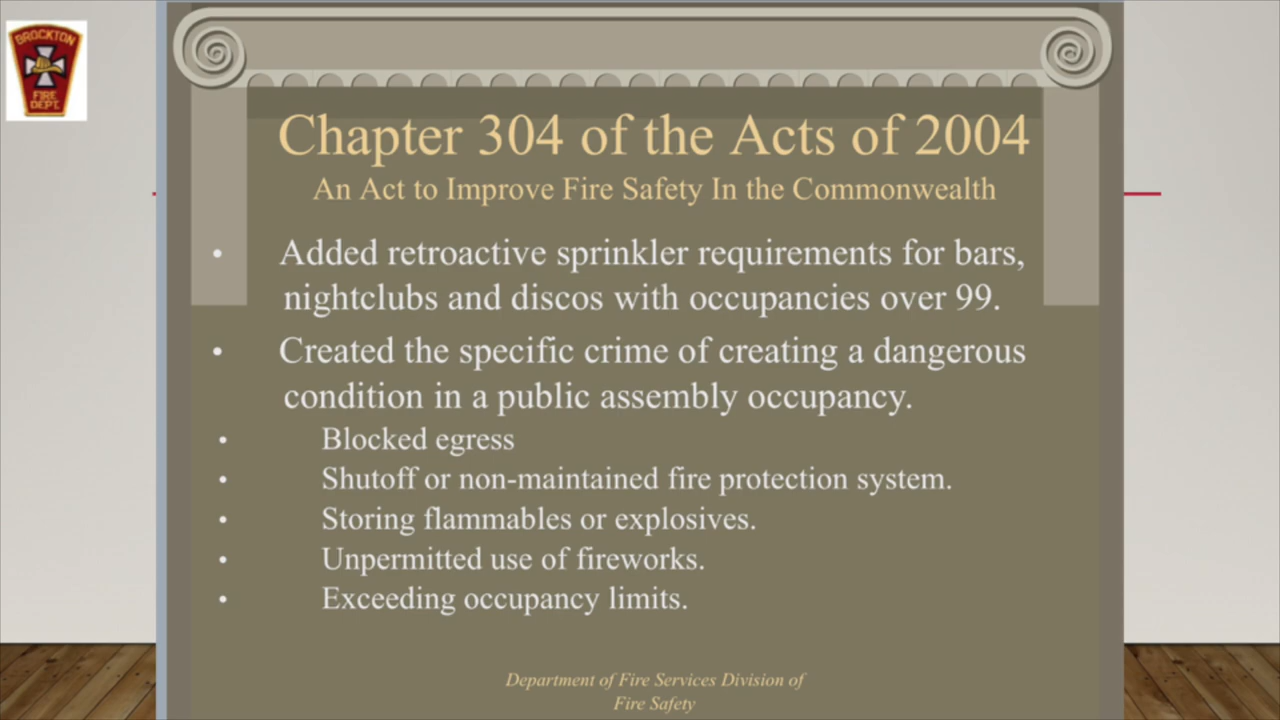 BROCKTON
FIRE
DEPT.
Chapter 304 of the Acts of 2004
An Act to Improve Fire Safety In the Commonwealth
• Added retroactive sprinkler requirements for bars,
nightclubs and discos with occupancies over 99.
• Created the specific crime of creating a dangerous
condition in a public assembly occupancy.
• Blocked egress
• Shutoff or non-maintained fire protection system.
• Storing flammables or explosives.
• Unpermitted use of fireworks.
• Exceeding occupancy limits.
Department of Fire Services Division of
Fire Safety